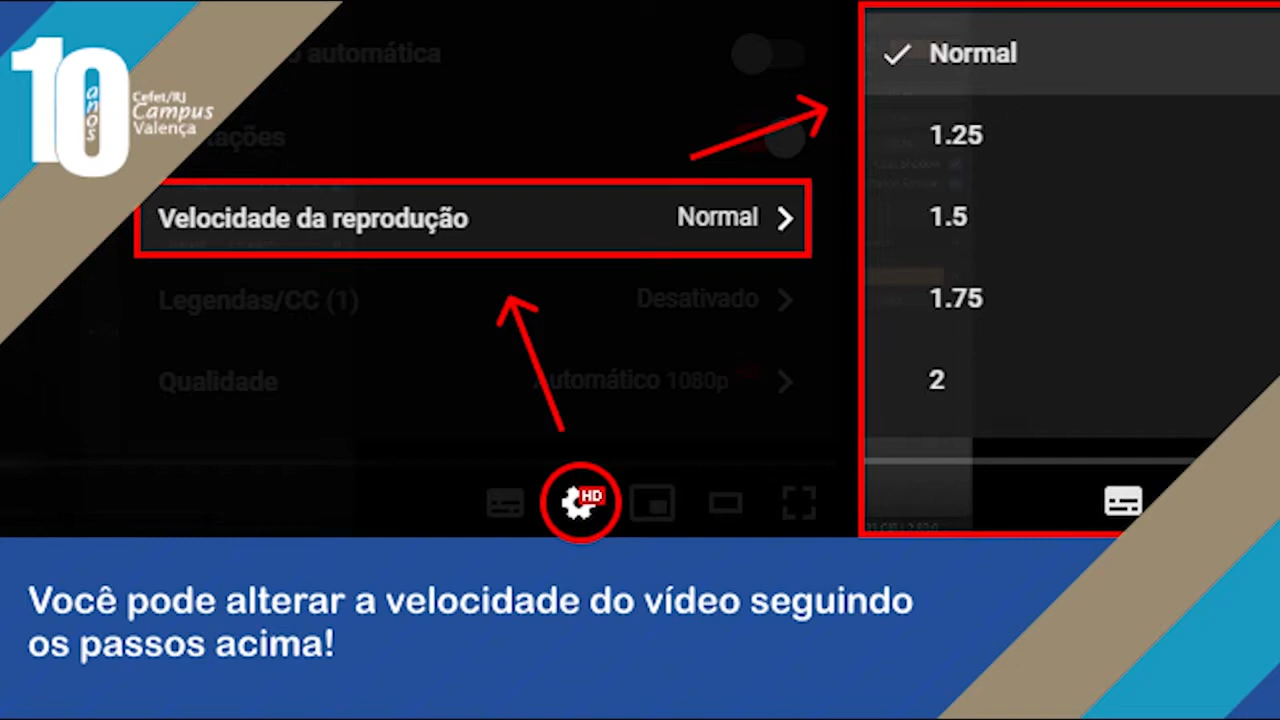 10
anos
Cefet/RJ
Campus
Valença
automática
Velocidade da reprodução
Normal
Legendas/CC (1)
Desativado
Qualidade
Automático 1080p
HD
Normal
1.25
1.5
1.75
2
Você pode alterar a velocidade do vídeo seguindo
os passos acima!